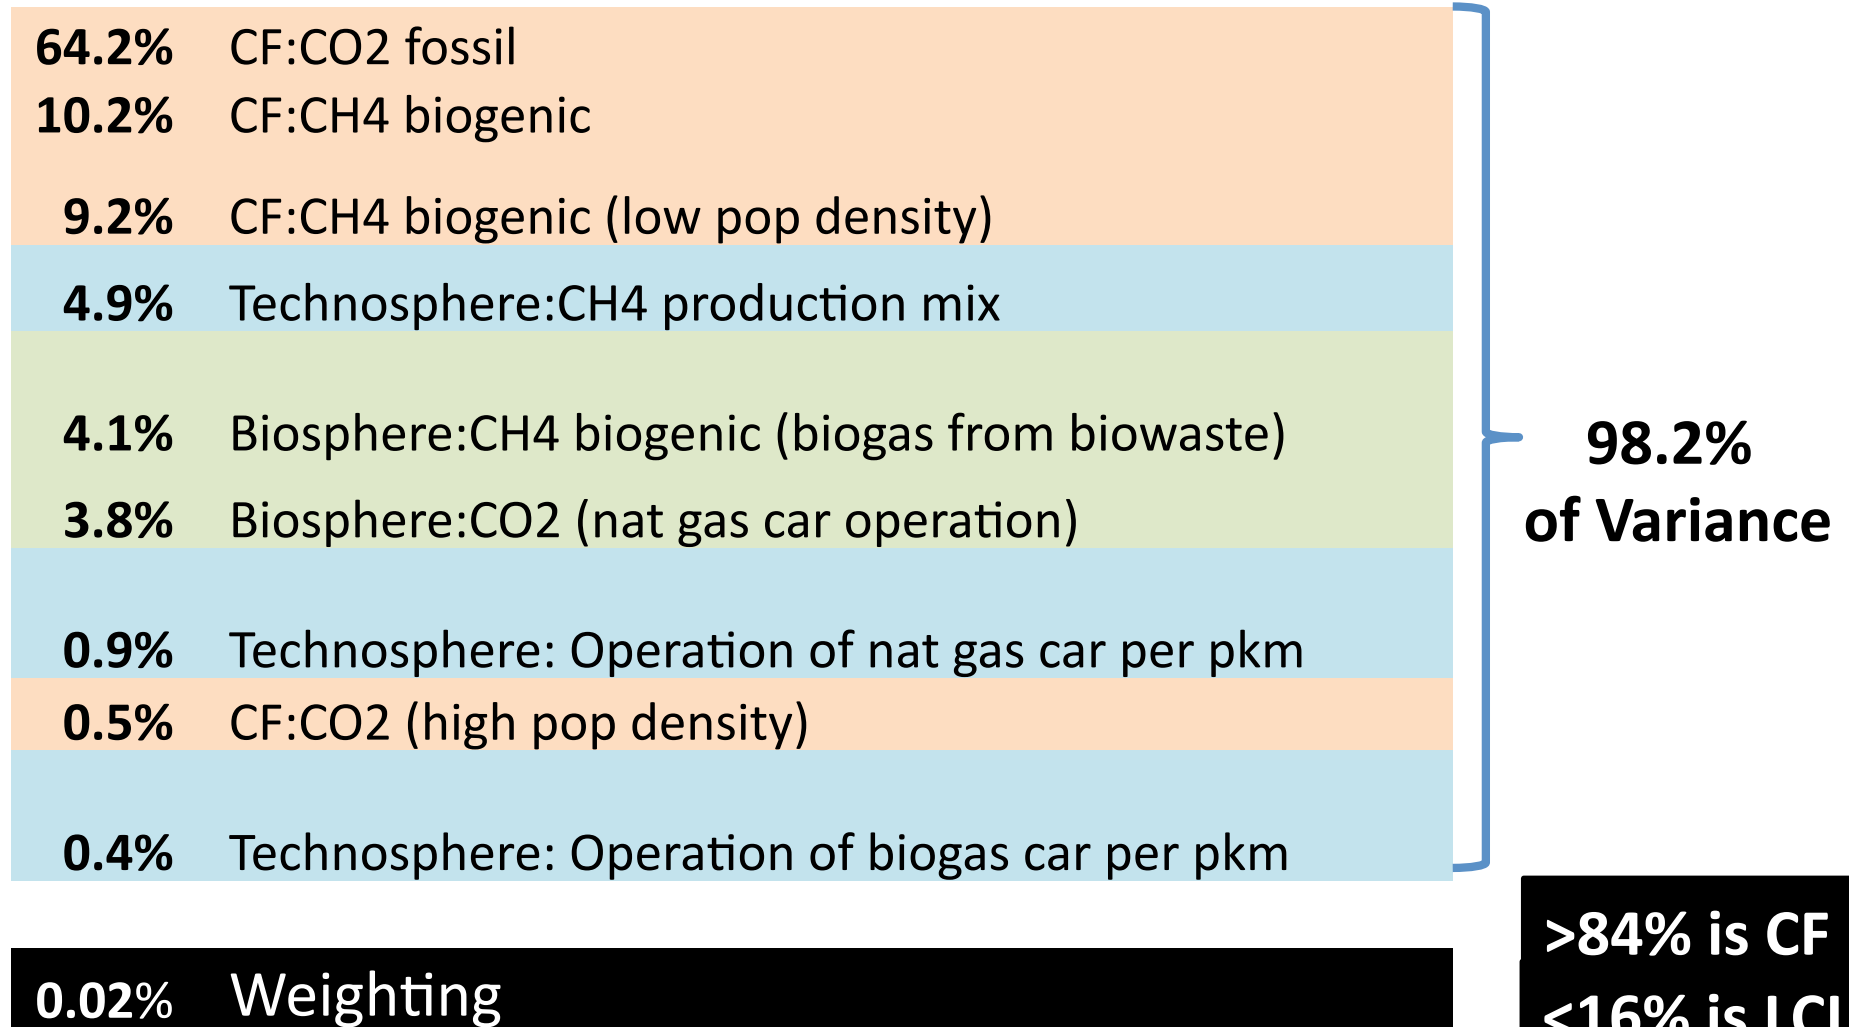 64.2% CF:CO2 fossil
10.2% CF:CH4 biogenic
9.2% CF:CH4 biogenic (low pop density)
4.9% Technosphere:CH4 production mix
4.1% Biosphere:CH4 biogenic (biogas from biowaste)
3.8% Biosphere:CO2 (nat gas car operation)
0.9% Technosphere: Operation of nat gas car per pkm
0.5% CF:CO2 (high pop density)
0.4% Technosphere: Operation of biogas car per pkm
98.2%
of Variance
0.02% Weighting
>84% is CF
<16% is LCI